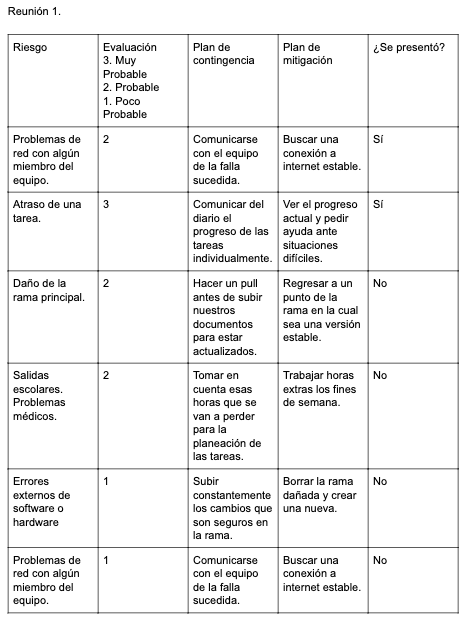 Reunión 1.
Riesgo
Evaluación
3. Muy
Probable
2. Probable
1. Poco
Probable
Plan de
contingencia
Plan de
mitigación
¿Se presentó?
Problemas de
red con algún
miembro del
equipo.
2
Comunicarse
con el equipo
de la falla
sucedida.
Buscar una
conexión a
internet estable.
Sí
Atraso de una
tarea.
3
Comunicar del
diario el
progreso de las
tareas
individualmente.
Ver el progreso
actual y pedir
ayuda ante
situaciones
difíciles.
Sí
Daño de la
rama principal.
2
Hacer un pull
antes de subir
nuestros
documentos
para estar
actualizados.
Regresar a un
punto de la
rama en la cual
sea una versión
estable.
No
Salidas
escolares.
Problemas
médicos.
2
Tomar en
cuenta esas
horas que se
van a perder
para la
planeación de
las tareas.
Trabajar horas
extras los fines
de semana.
No
Errores
externos de
software o
hardware
1
Subir
constantemente
los cambios que
son seguros en
la rama.
Borrar la rama
dañada y crear
una nueva.
No
Problemas de
red con algún
miembro del
equipo.
1
Comunicarse
con el equipo
de la falla
sucedida.
Buscar una
conexión a
internet estable.
No